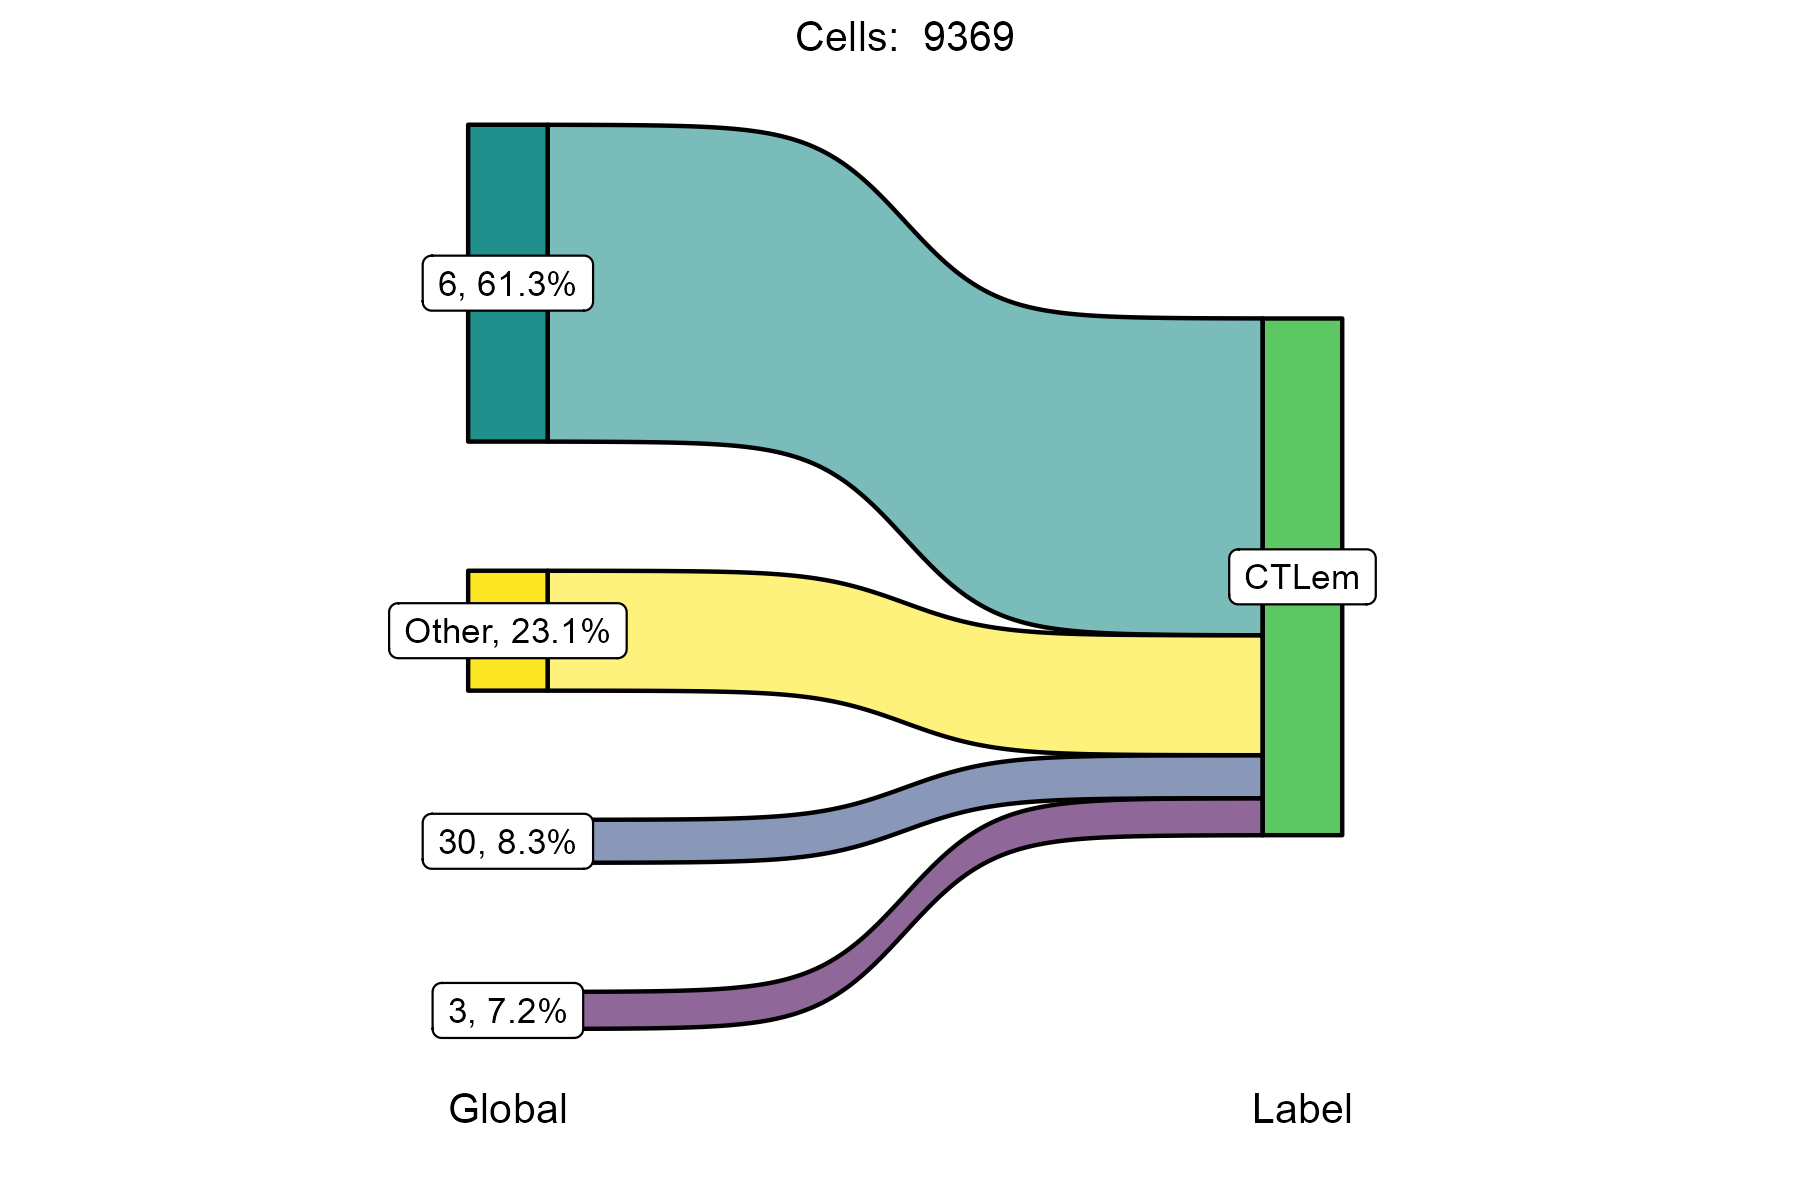 Cells:  9369
6, 61.3%
CTLem
Other, 23.1%
30, 8.3%
3, 7.2%
Global
Label